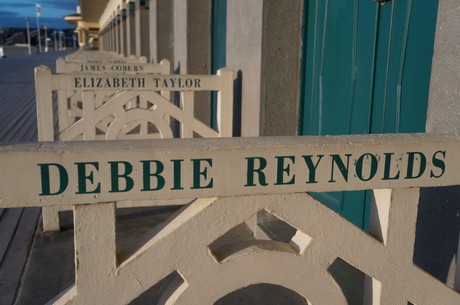 JAMES COBURN
ELIZABETH TAYLOR
DEBBIE REYNOLDS